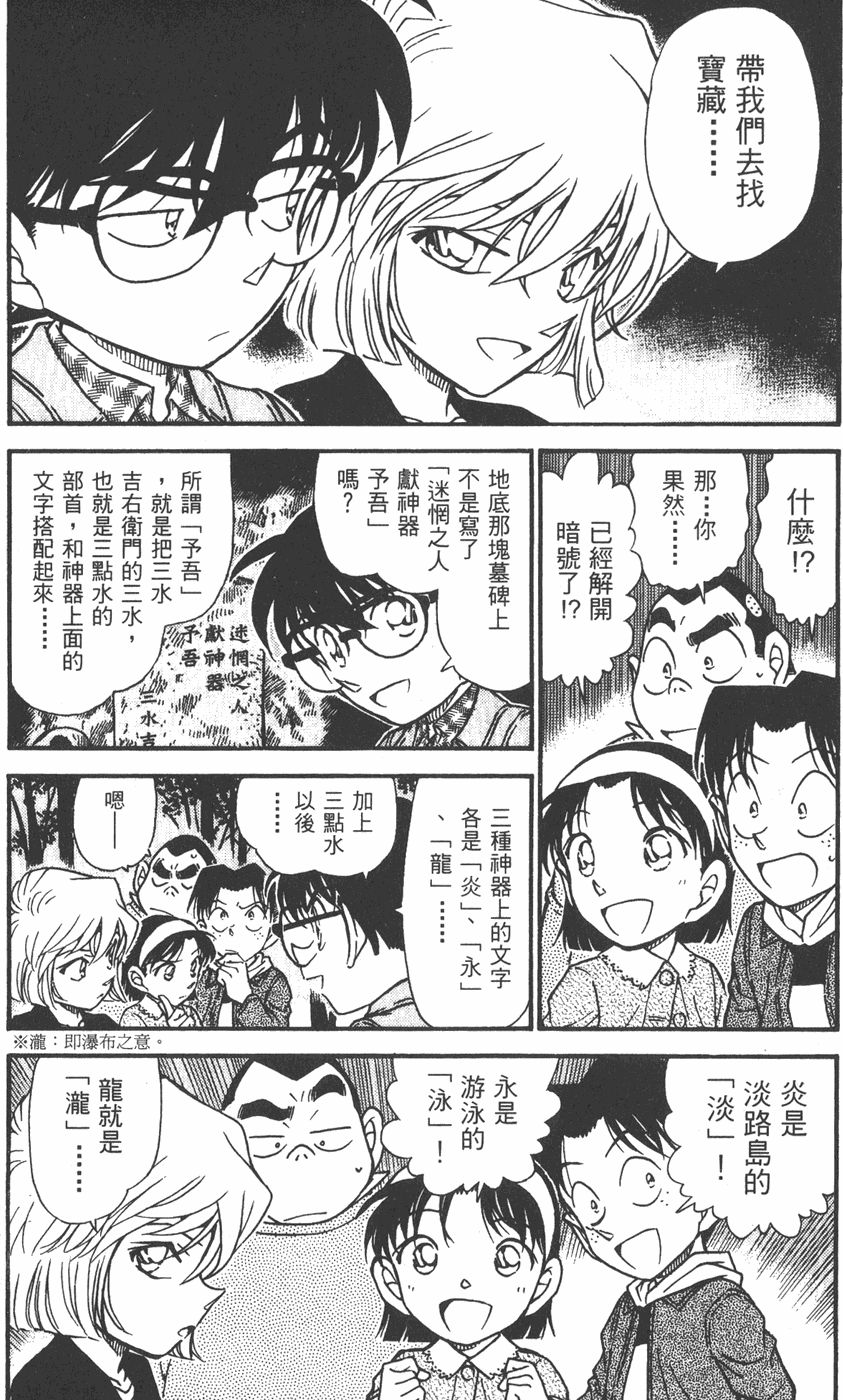 帶我們去找
寶藏……
什麼!?
那…你
果然……
已經解開
暗號了!?
地底那塊墓碑上
不是寫了
「迷惘之人
獻神器
予吾」
嗎？
所謂「予吾」
，就是把三水
吉右衛門的三水，
也就是三點水的
部首，和神器上面的
文字搭配起來……
迷惘之人
獻神器
予吾
三水吉
三種神器上的文字
各是「炎」、「永」
、「龍」……
加上
三點水
以後
……
嗯——
※瀧：即瀑布之意。
炎是
淡路島的
「淡」！
永是
游泳的
「泳」！
龍就是
「瀧」……